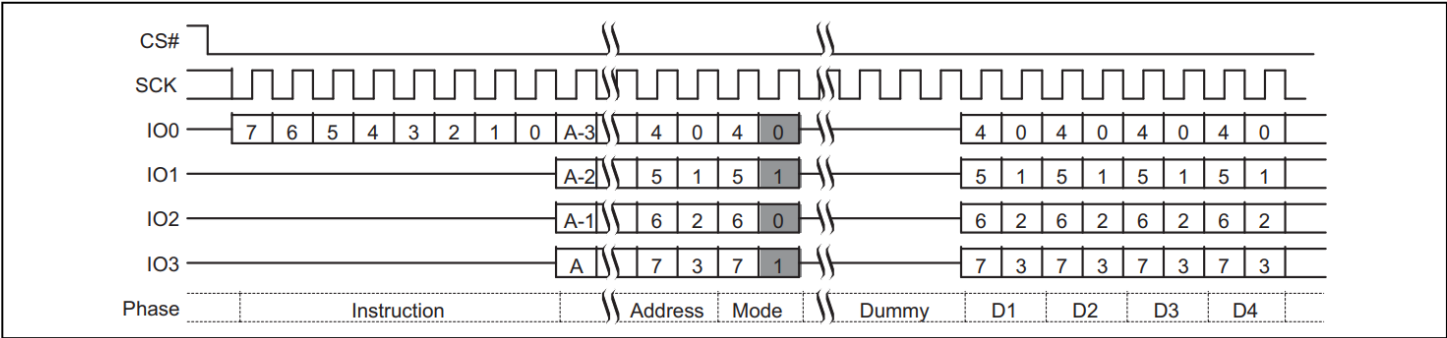 CS#
SCK
IO0 7 6 5 4 3 2 1 0 A-3 4 0 4 0 4 0 4 0 4 0 4 0
IO1 A-2 5 1 5 1 5 1 5 1 5 1 5 1
IO2 A-1 6 2 6 0 6 2 6 2 6 2 6 2
IO3 A 7 3 7 1 7 3 7 3 7 3 7 3
Phase Instruction Address Mode Dummy D1 D2 D3 D4